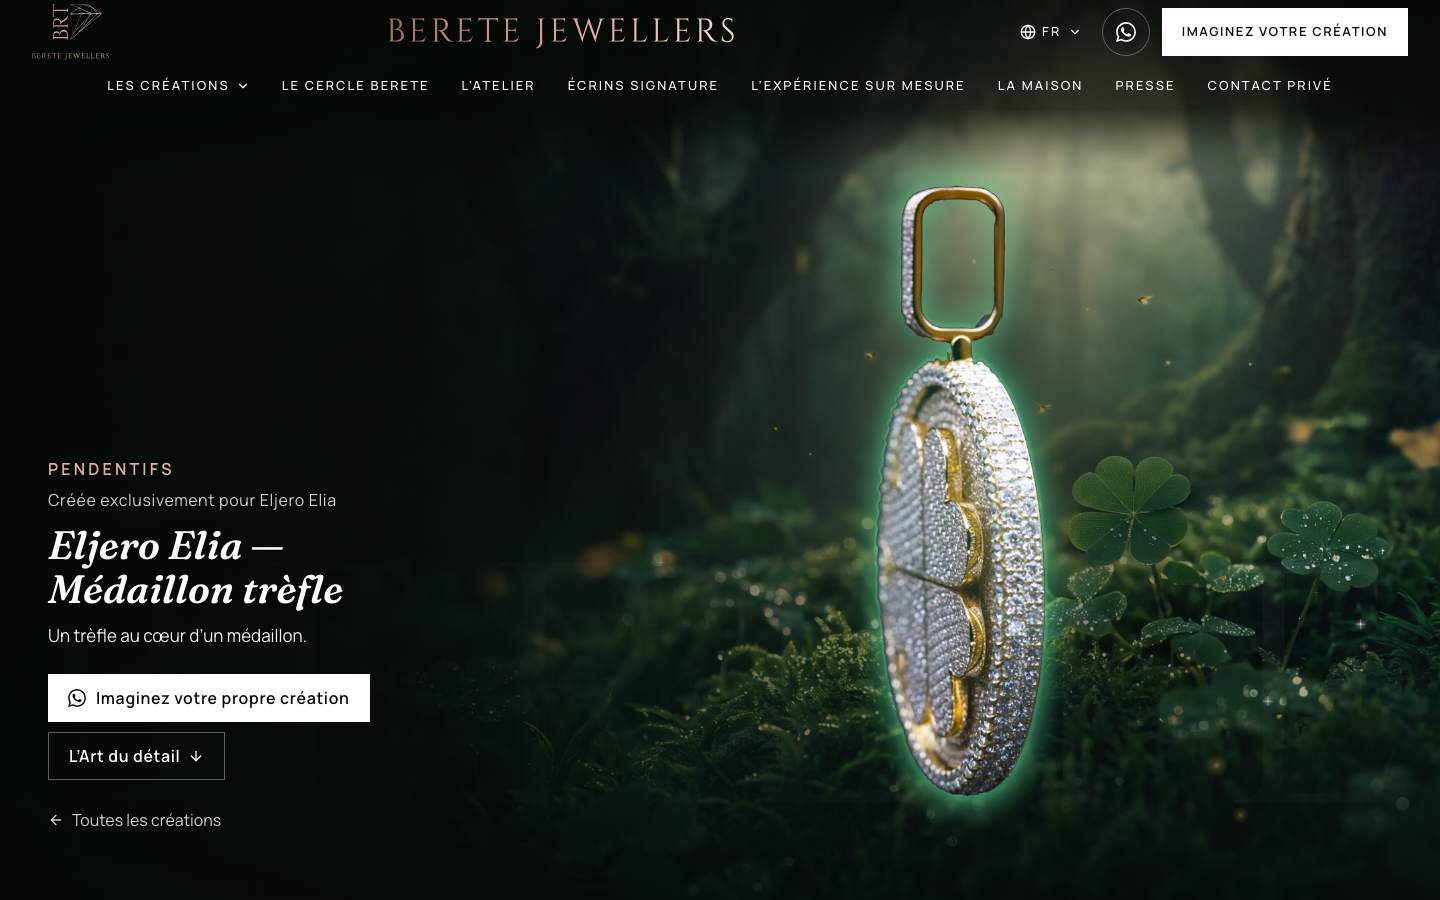 BRT
BERETE JEWELLERS
BERETE JEWELLERS
FR
IMAGINEZ VOTRE CRÉATION
LES CRÉATIONS
LE CERCLE BERETE
L'ATELIER
ÉCRINS SIGNATURE
L'EXPÉRIENCE SUR MESURE
LA MAISON
PRESSE
CONTACT PRIVÉ
PENDENTIFS
Créée exclusivement pour Eljero Elia
Eljero Elia —
Médaillon trèfle
Un trèfle au cœur d'un médaillon.
Imaginez votre propre création
L'Art du détail ↓
← Toutes les créations